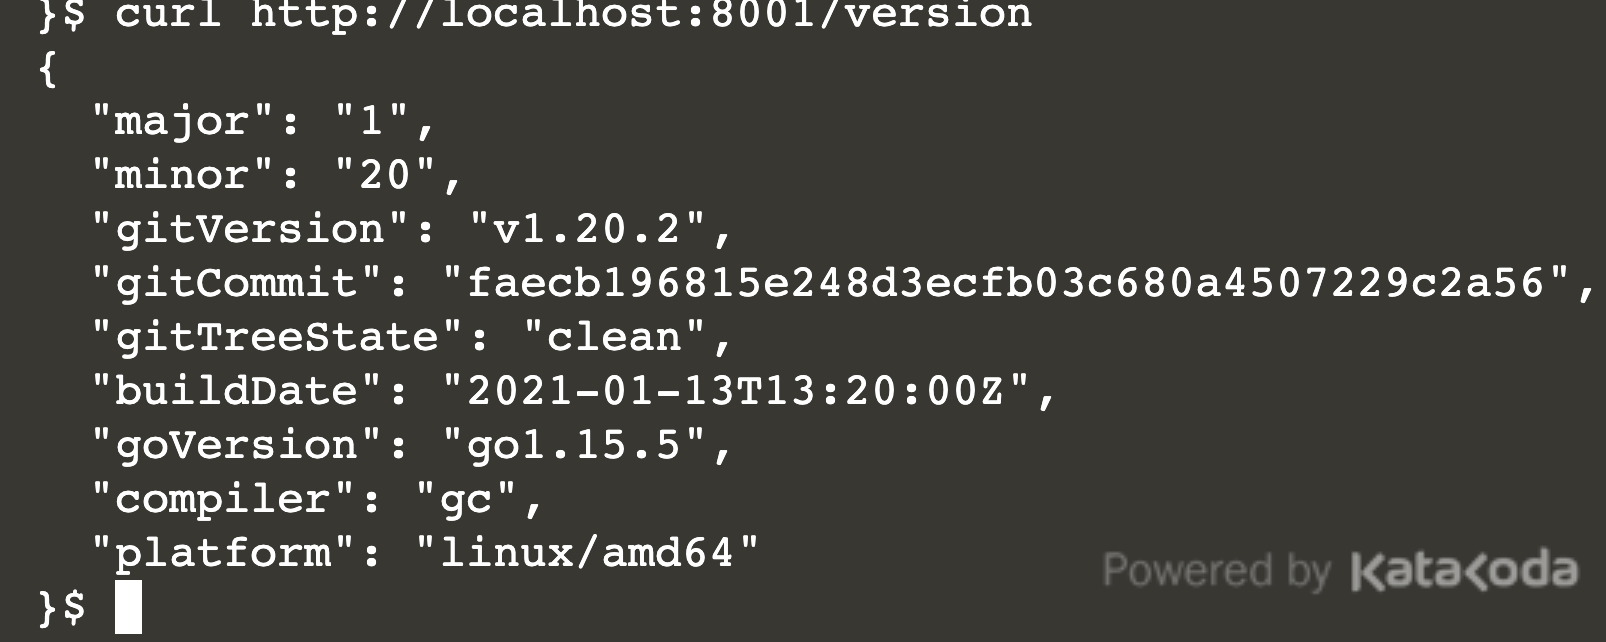 }$ curl http://localhost:8001/version
{
  "major": "1",
  "minor": "20",
  "gitVersion": "v1.20.2",
  "gitCommit": "faecb196815e248d3ecfb03c680a4507229c2a56",
  "gitTreeState": "clean",
  "buildDate": "2021-01-13T13:20:00Z",
  "goVersion": "go1.15.5",
  "compiler": "gc",
  "platform": "linux/amd64"
}$
Powered by Katacoda